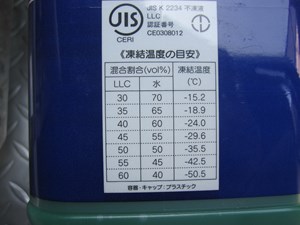 JIS
CERI
JIS K 2234 不凍液
LLC
認証番号
CE0308012
《凍結温度の目安》
混合割合(vol%) 凍結温度
LLC 水 (℃)
30 70 -15.2
35 65 -18.9
40 60 -24.0
45 55 -29.6
50 50 -35.5
55 45 -42.5
60 40 -50.5
容器・キャップ：プラスチック